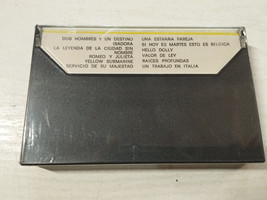 DOS HOMBRES Y UN DESTINO
ISADORA
LA LEYENDA DE LA CIUDAD SIN
NOMBRE
ROMEO Y JULIETA
YELLOW SUBMARINE
SERVICIO DE SU MAJESTAD
UNA EXTRAÑA PAREJA
SI HOY ES MARTES ESTO ES BELGICA
HELLO DOLLY
VALOR DE LEY
RAICES PROFUNDAS
UN TRABAJO EN ITALIA